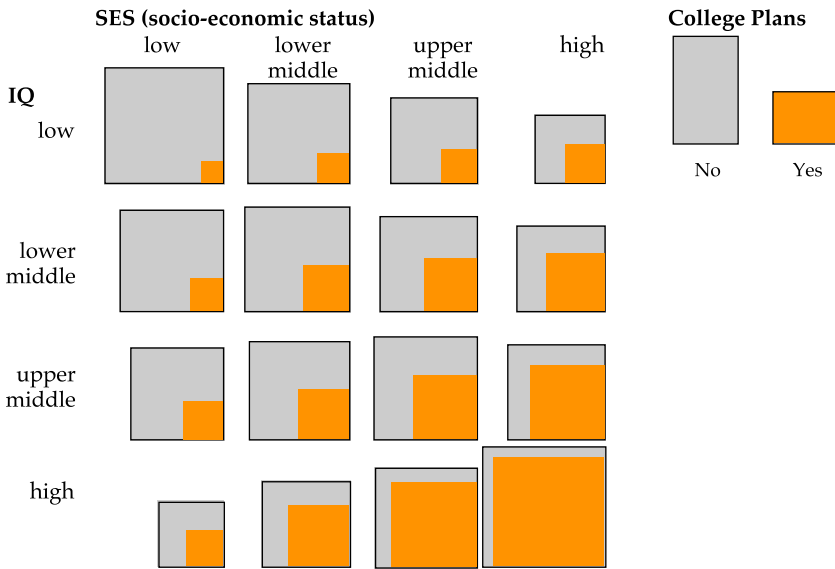 SES (socio-economic status)
College Plans
low
lower
middle
upper
middle
high
IQ
low
No
Yes
lower
middle
upper
middle
high